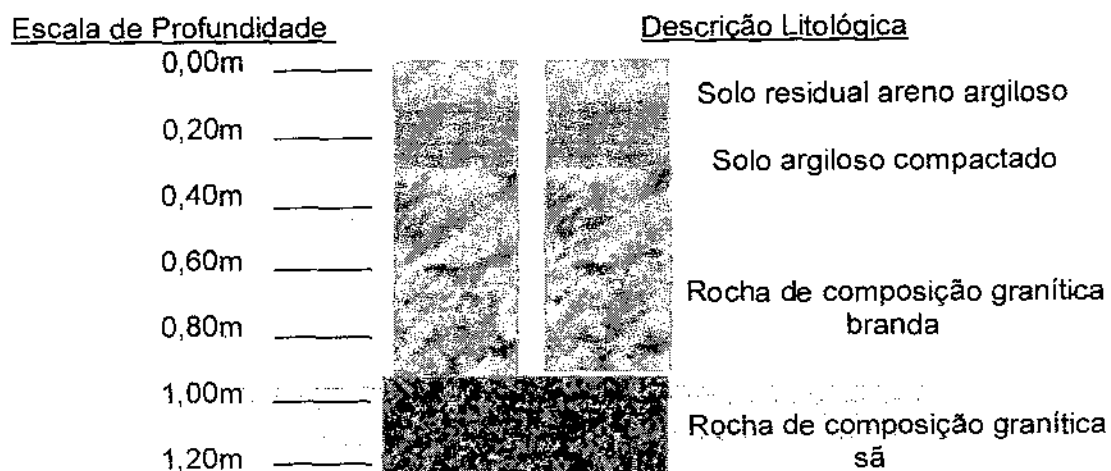 Escala de Profundidade
Descrição Litológica
0,00m
Solo residual areno argiloso
0,20m
Solo argiloso compactado
0,40m
0,60m
Rocha de composição granítica
branda
0,80m
1,00m
Rocha de composição granítica
sã
1,20m